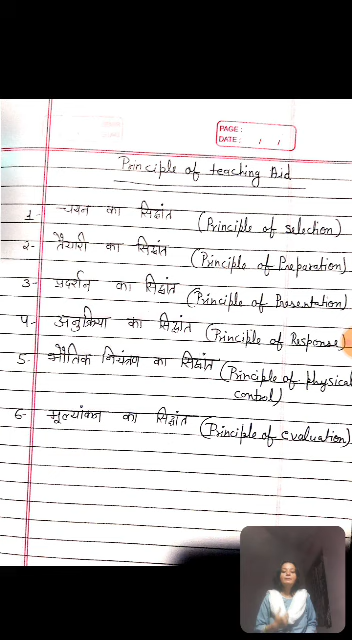 PAGE :
DATE : / /
Principle of teaching Aid
1- चयन का सिद्धांत (Principle of selection)
2- तैयारी का सिद्धांत (Principle of Preparation)
3- प्रदर्शन का सिद्धांत (Principle of Presentation)
4- अनुक्रिया का सिद्धांत (Principle of Response)
5- भौतिक नियंत्रण का सिद्धांत (Principle of physical
control)
6- मूल्यांकन का सिद्धांत (Principle of evaluation)